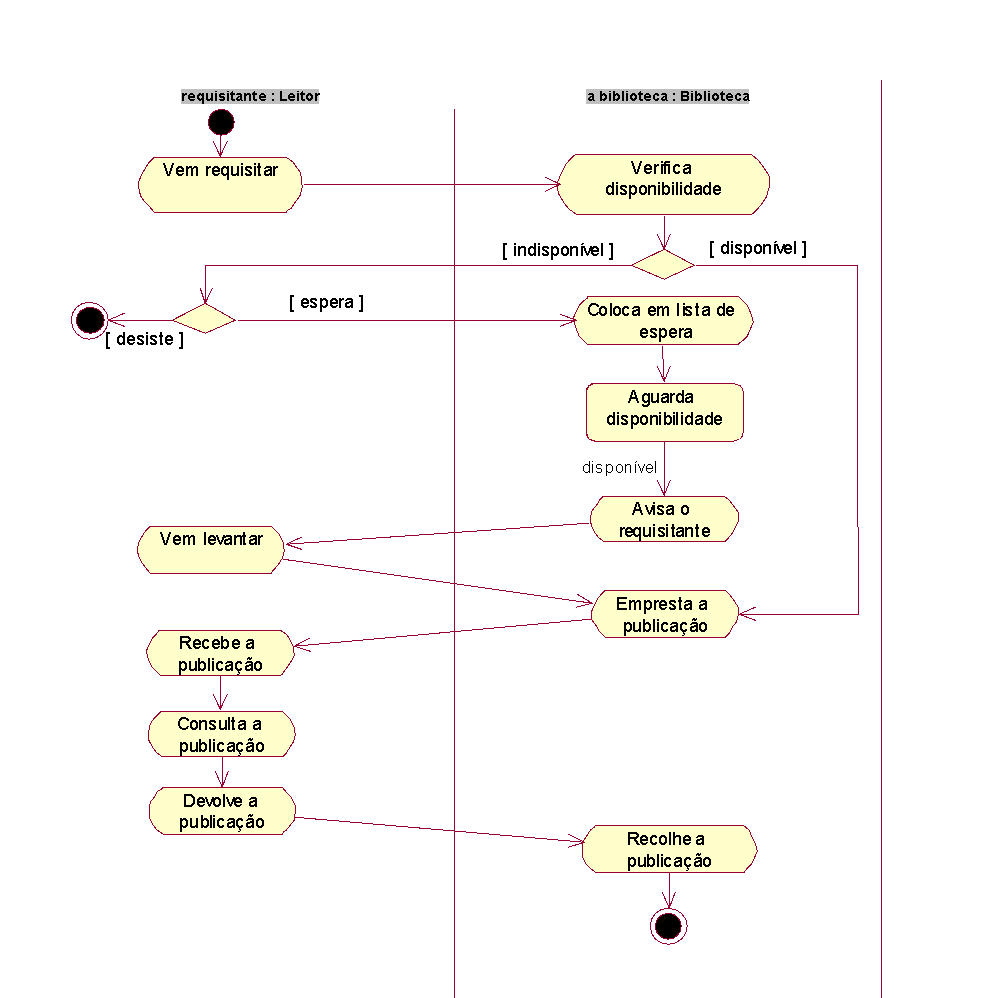 requisitante : Leitor
a biblioteca : Biblioteca
Vem requisitar
Verifica
disponibilidade
[ indisponível ]
[ disponível ]
[ espera ]
[ desiste ]
Coloca em lista de
espera
Aguarda
disponibilidade
disponível
Avisa o
requisitante
Vem levantar
Empresta a
publicação
Recebe a
publicação
Consulta a
publicação
Devolve a
publicação
Recolhe a
publicação